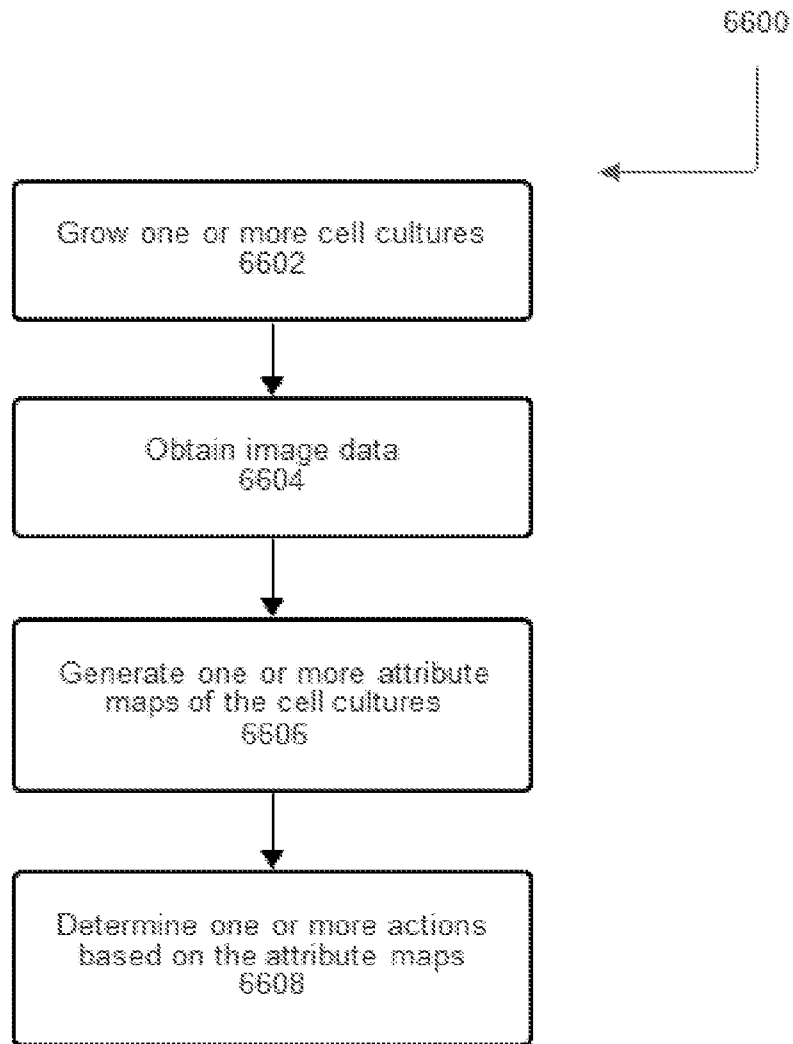 6600
Grow one or more cell cultures
6602
Obtain image data
6604
Generate one or more attribute
maps of the cell cultures
6606
Determine one or more actions
based on the attribute maps
6608